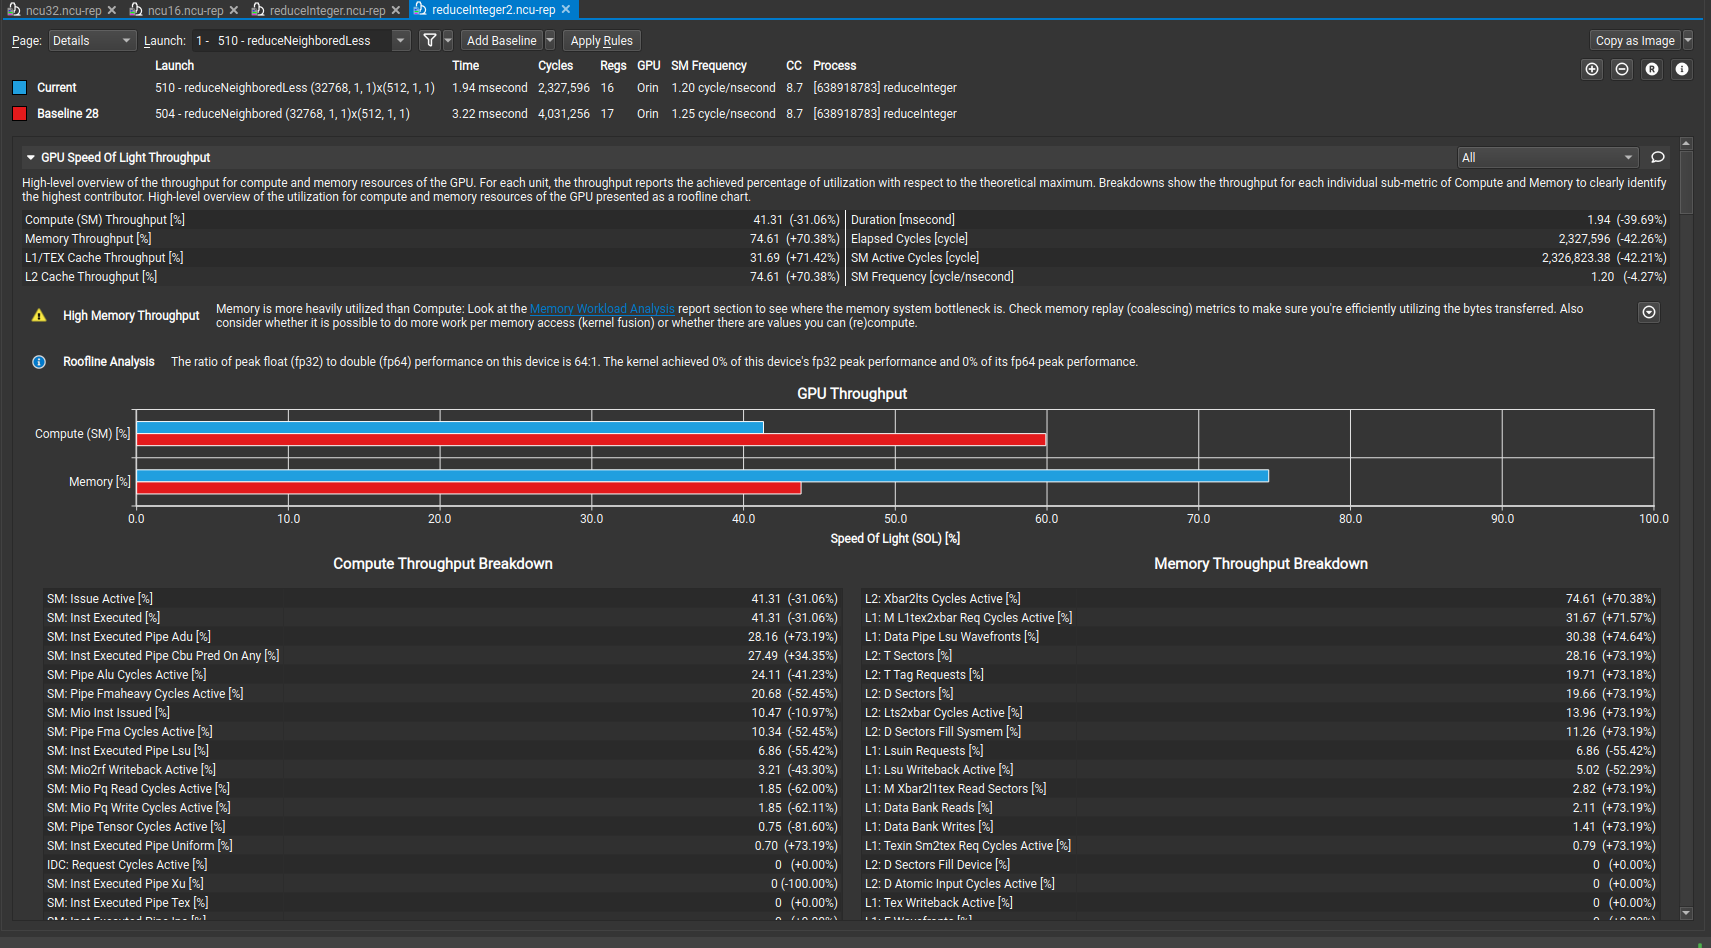 ncu32.ncu-rep ncu16.ncu-rep reduceInteger.ncu-rep reduceInteger2.ncu-rep
Page: Details Launch: 1 - 510 - reduceNeighboredLess Add Baseline Apply Rules Copy as Image
Launch Time Cycles Regs GPU SM Frequency CC Process
Current 510 - reduceNeighboredLess (32768, 1, 1)x(512, 1, 1) 1.94 msecond 2,327,596 16 Orin 1.20 cycle/nsecond 8.7 [638918783] reduceInteger
Baseline 28 504 - reduceNeighbored (32768, 1, 1)x(512, 1, 1) 3.22 msecond 4,031,256 17 Orin 1.25 cycle/nsecond 8.7 [638918783] reduceInteger
GPU Speed Of Light Throughput All
High-level overview of the throughput for compute and memory resources of the GPU. For each unit, the throughput reports the achieved percentage of utilization with respect to the theoretical maximum. Breakdowns show the throughput for each individual sub-metric of Compute and Memory to clearly identify
the highest contributor. High-level overview of the utilization for compute and memory resources of the GPU presented as a roofline chart.
Compute (SM) Throughput [%] 41.31 (-31.06%) Duration [msecond] 1.94 (-39.69%)
Memory Throughput [%] 74.61 (+70.38%) Elapsed Cycles [cycle] 2,327,596 (-42.26%)
L1/TEX Cache Throughput [%] 31.69 (+71.42%) SM Active Cycles [cycle] 2,326,823.38 (-42.21%)
L2 Cache Throughput [%] 74.61 (+70.38%) SM Frequency [cycle/nsecond] 1.20 (-4.27%)
High Memory Throughput Memory is more heavily utilized than Compute: Look at the Memory Workload Analysis report section to see where the memory system bottleneck is. Check memory replay (coalescing) metrics to make sure you're efficiently utilizing the bytes transferred. Also
consider whether it is possible to do more work per memory access (kernel fusion) or whether there are values you can (re)compute.
Roofline Analysis The ratio of peak float (fp32) to double (fp64) performance on this device is 64:1. The kernel achieved 0% of this device's fp32 peak performance and 0% of its fp64 peak performance.
GPU Throughput
Compute (SM) [%]
Memory [%]
0.0 10.0 20.0 30.0 40.0 50.0 60.0 70.0 80.0 90.0 100.0
Speed Of Light (SOL) [%]
Compute Throughput Breakdown Memory Throughput Breakdown
SM: Issue Active [%] 41.31 (-31.06%) L2: Xbar2lts Cycles Active [%] 74.61 (+70.38%)
SM: Inst Executed [%] 41.31 (-31.06%) L1: M L1tex2xbar Req Cycles Active [%] 31.67 (+71.57%)
SM: Inst Executed Pipe Adu [%] 28.16 (+73.19%) L1: Data Pipe Lsu Wavefronts [%] 30.38 (+74.64%)
SM: Inst Executed Pipe Cbu Pred On Any [%] 27.49 (+34.35%) L2: T Sectors [%] 28.16 (+73.19%)
SM: Pipe Alu Cycles Active [%] 24.11 (-41.23%) L2: T Tag Requests [%] 19.71 (+73.18%)
SM: Pipe Fmaheavy Cycles Active [%] 20.68 (-52.45%) L2: D Sectors [%] 19.66 (+73.19%)
SM: Mio Inst Issued [%] 10.47 (-10.97%) L2: Lts2xbar Cycles Active [%] 13.96 (+73.19%)
SM: Pipe Fma Cycles Active [%] 10.34 (-52.45%) L2: D Sectors Fill Sysmem [%] 11.26 (+73.19%)
SM: Inst Executed Pipe Lsu [%] 6.86 (-55.42%) L1: Lsuin Requests [%] 6.86 (-55.42%)
SM: Mio2rf Writeback Active [%] 3.21 (-43.30%) L1: Lsu Writeback Active [%] 5.02 (-52.29%)
SM: Mio Pq Read Cycles Active [%] 1.85 (-62.00%) L1: M Xbar2l1tex Read Sectors [%] 2.82 (+73.19%)
SM: Mio Pq Write Cycles Active [%] 1.85 (-62.11%) L1: Data Bank Reads [%] 2.11 (+73.19%)
SM: Pipe Tensor Cycles Active [%] 0.75 (-81.60%) L1: Data Bank Writes [%] 1.41 (+73.19%)
SM: Inst Executed Pipe Uniform [%] 0.70 (+73.19%) L1: Texin Sm2tex Req Cycles Active [%] 0.79 (+73.19%)
IDC: Request Cycles Active [%] 0 (+0.00%) L2: D Sectors Fill Device [%] 0 (+0.00%)
SM: Inst Executed Pipe Xu [%] 0 (-100.00%) L2: D Atomic Input Cycles Active [%] 0 (+0.00%)
SM: Inst Executed Pipe Tex [%] 0 (+0.00%) L1: Tex Writeback Active [%] 0 (+0.00%)